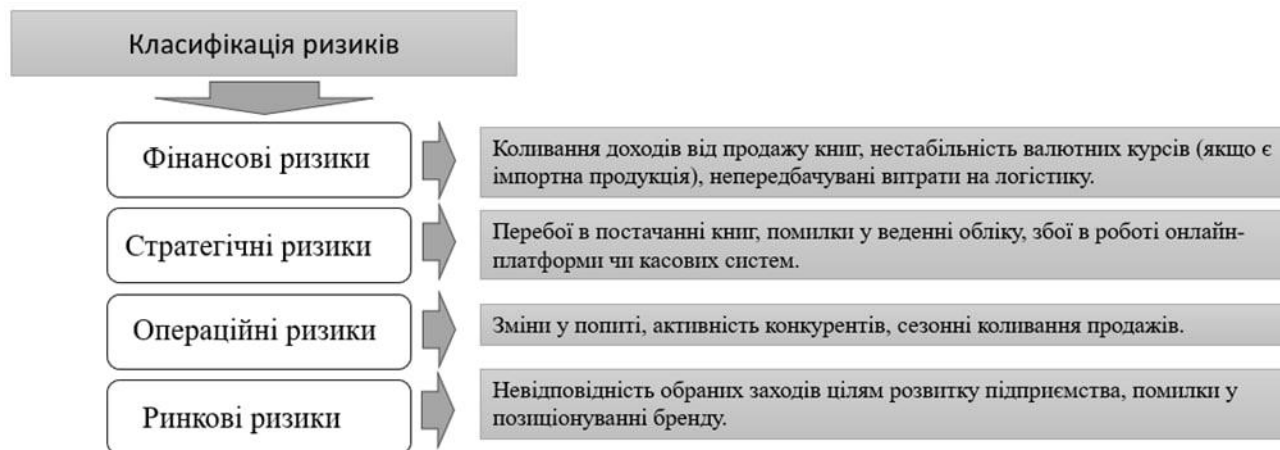 Класифікація ризиків
Фінансові ризики
Коливання доходів від продажу книг, нестабільність валютних курсів (якщо є
імпортна продукція), непередбачувані витрати на логістику.
Стратегічні ризики
Перебої в постачанні книг, помилки у веденні обліку, збої в роботі онлайн-
платформи чи касових систем.
Операційні ризики
Зміни у попиті, активність конкурентів, сезонні коливання продажів.
Ринкові ризики
Невідповідність обраних заходів цілям розвитку підприємства, помилки у
позиціонуванні бренду.